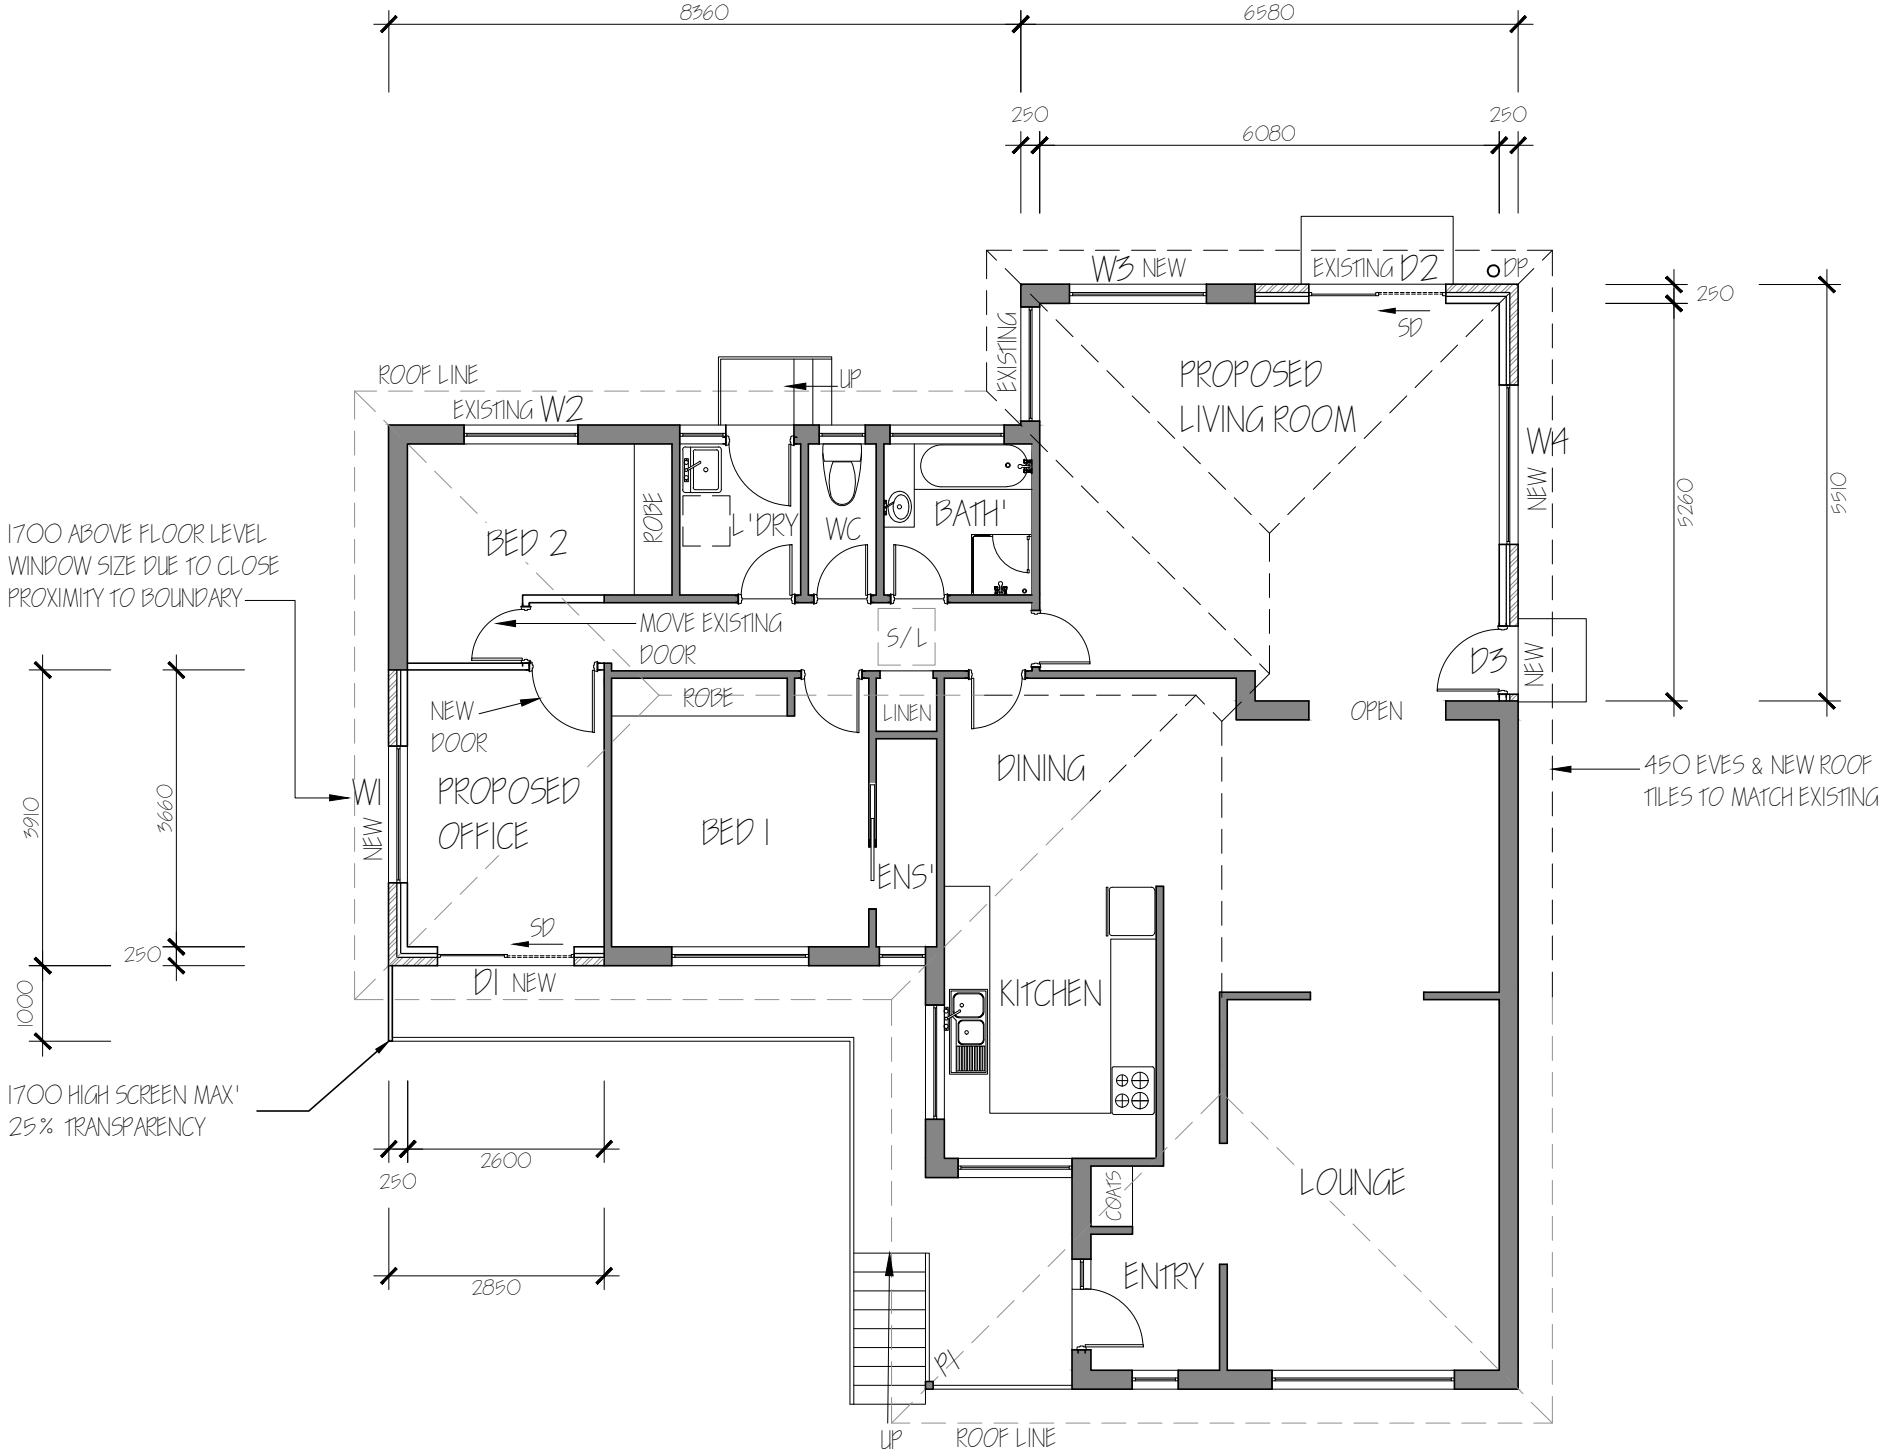 8360
6580
250
250
6080
W3 NEW
EXISTING D2
DP
250
SD
EXISTING
PROPOSED
LIVING ROOM
ROOF LINE
UP
EXISTING W2
W4
NEW
5260
5510
ROBE
L'DRY
WC
BATH'
BED 2
1700 ABOVE FLOOR LEVEL
WINDOW SIZE DUE TO CLOSE
PROXIMITY TO BOUNDARY
MOVE EXISTING
DOOR
S/L
D3
NEW
ROBE
LINEN
NEW
DOOR
OPEN
DINING
450 EVES & NEW ROOF
TILES TO MATCH EXISTING
W1
NEW
PROPOSED
OFFICE
BED 1
ENS'
3910
3660
SD
250
D1 NEW
KITCHEN
1000
1700 HIGH SCREEN MAX'
25% TRANSPARENCY
2600
250
COATS
LOUNGE
2850
ENTRY
P1
UP
ROOF LINE